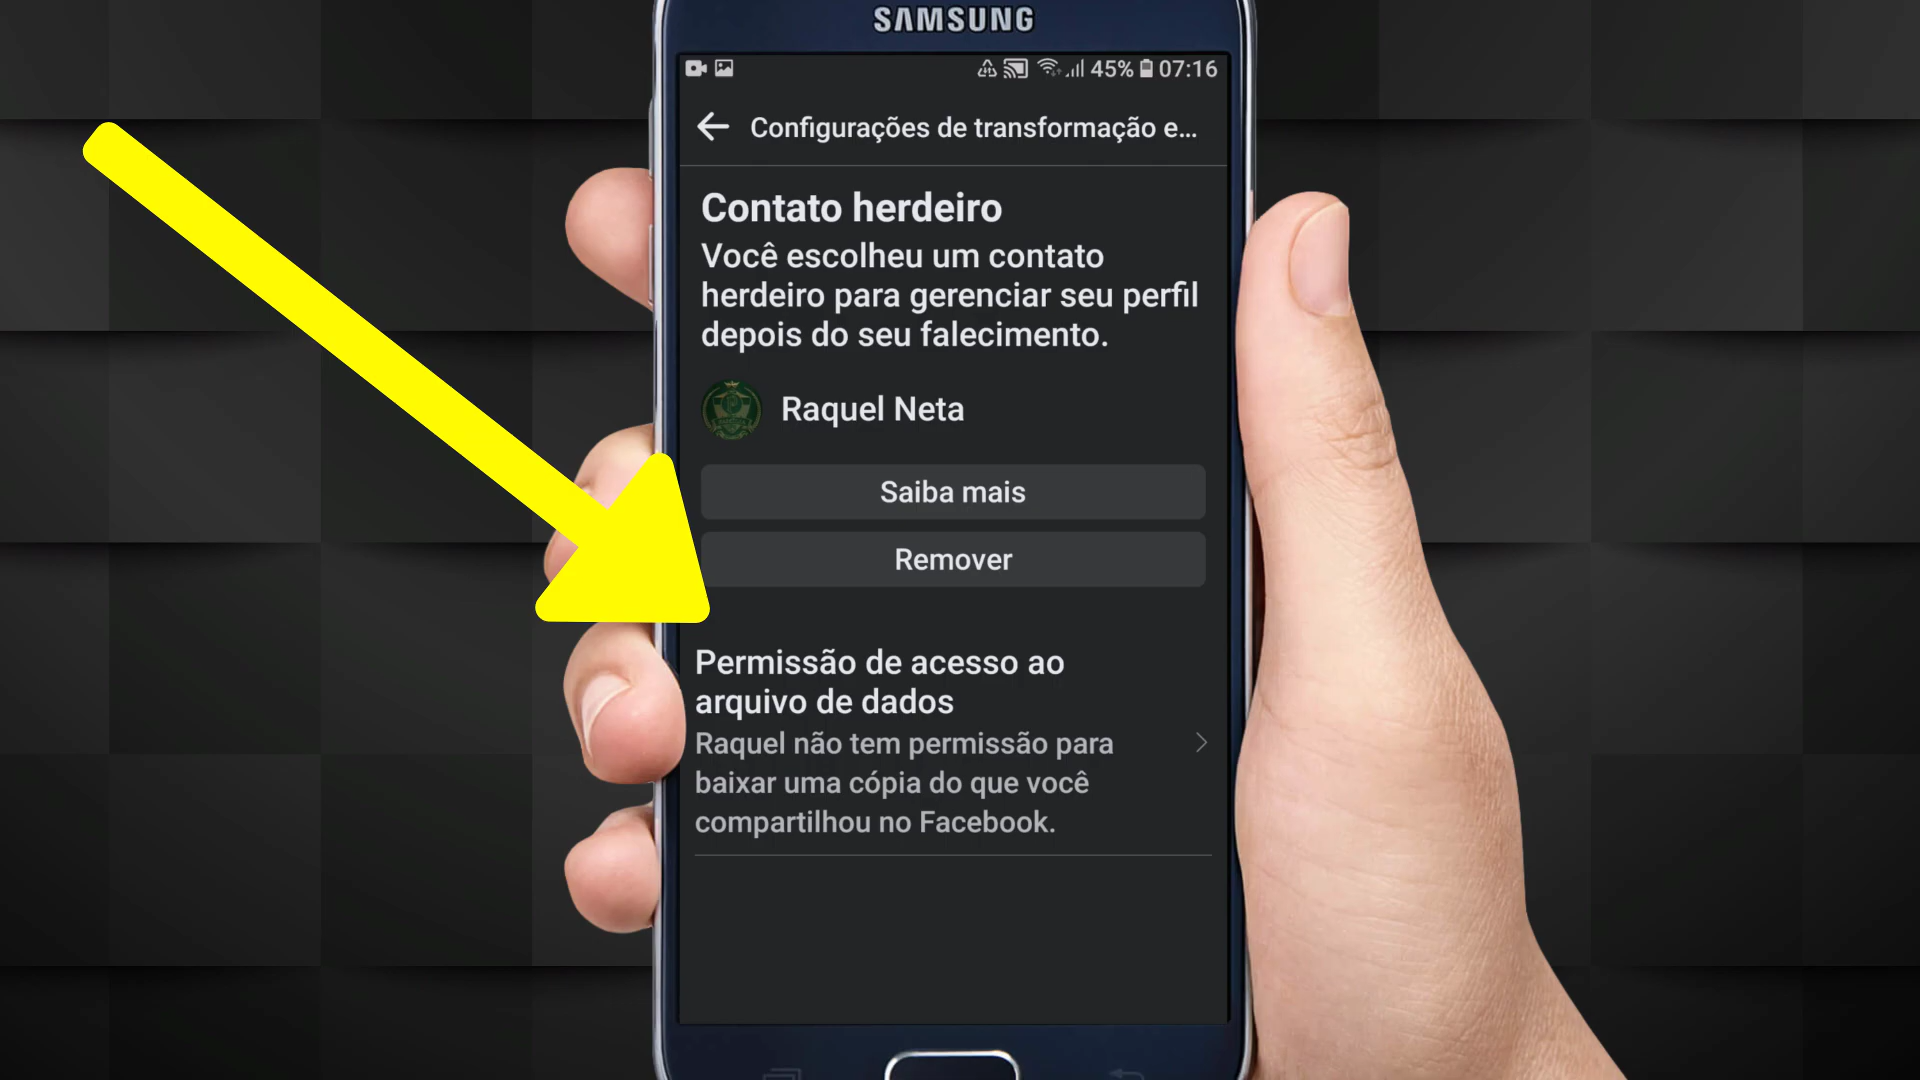 SAMSUNG
45% 07:16
Configurações de transformação e...
Contato herdeiro
Você escolheu um contato
herdeiro para gerenciar seu perfil
depois do seu falecimento.
Raquel Neta
Saiba mais
Remover
Permissão de acesso ao
arquivo de dados
Raquel não tem permissão para
baixar uma cópia do que você
compartilhou no Facebook.